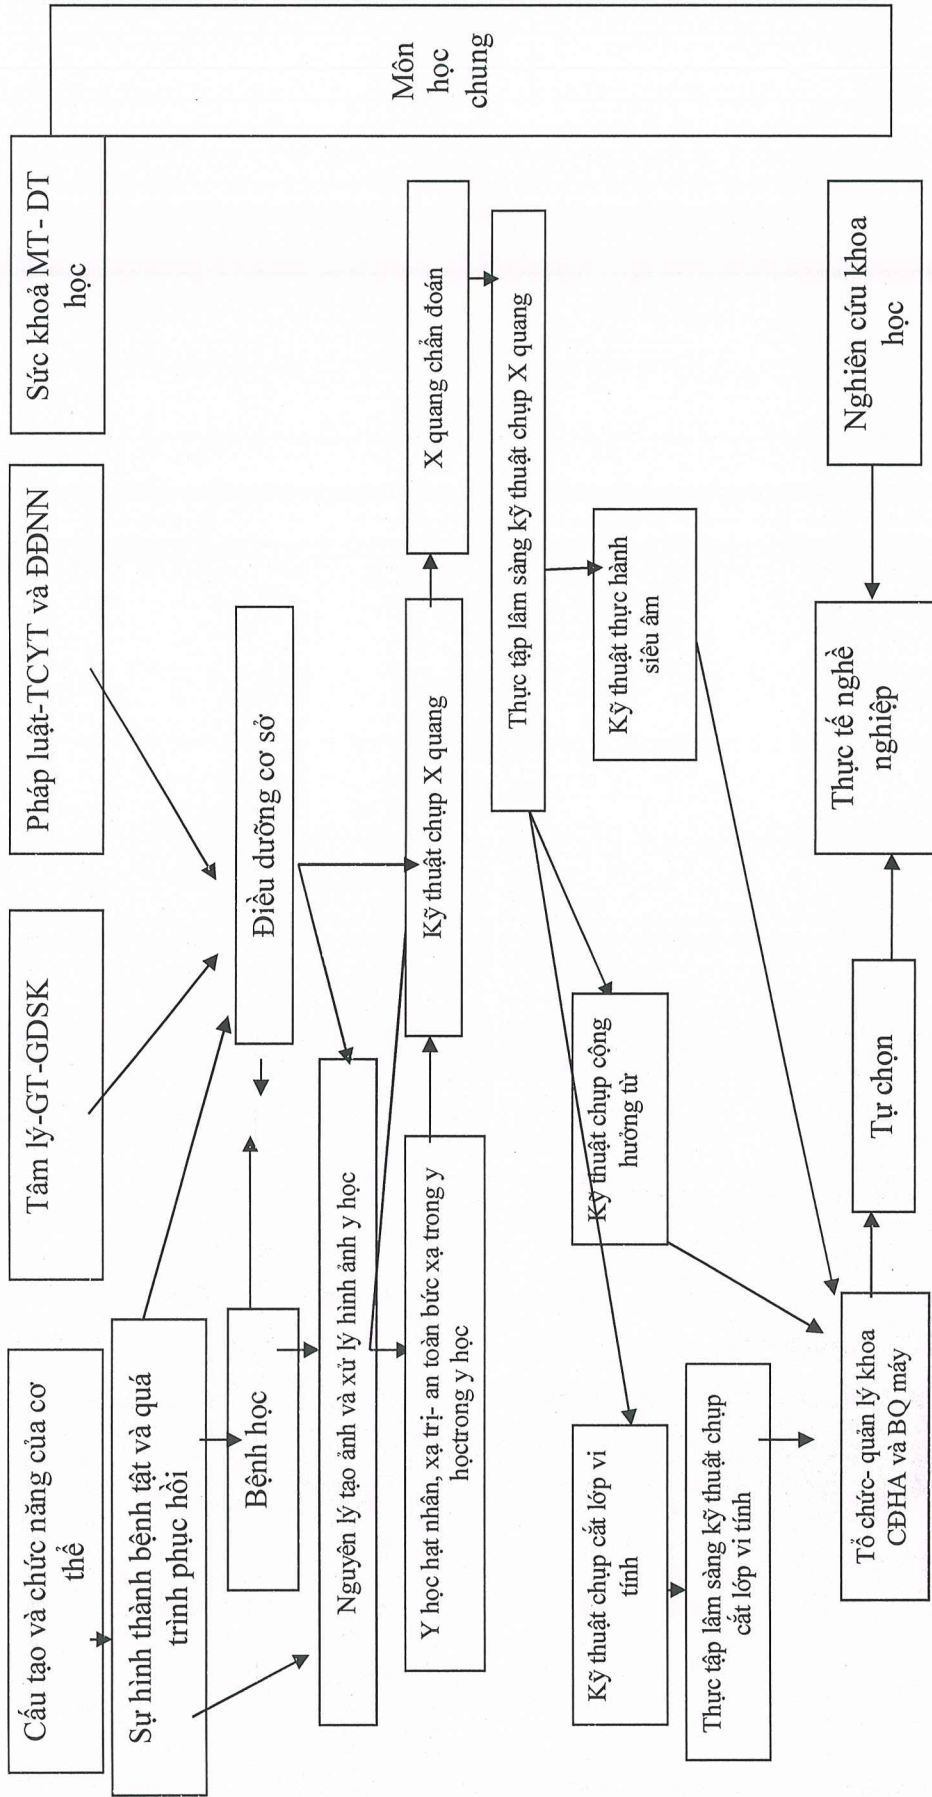 Cấu tạo và chức năng của cơ
thể
Tâm lý-GT-GDSK
Pháp luật-TCYT và ĐĐNN
Sức khoả MT- DT
học
Môn
học
chung
Sự hình thành bệnh tật và quá
trình phục hồi
Bệnh học
Điều dưỡng cơ sở
Nguyên lý tạo ảnh và xử lý hình ảnh y học
Y học hạt nhân, xạ trị- an toàn bức xạ trong y
họctrong y học
Kỹ thuật chụp X quang
X quang chẩn đoán
Thực tập lâm sàng kỹ thuật chụp X quang
Kỹ thuật chụp cắt lớp vi
tính
Kỹ thuật chụp cộng
hưởng từ
Kỹ thuật thực hành
siêu âm
Thực tập lâm sàng kỹ thuật chụp
cắt lớp vi tính
Tổ chức- quản lý khoa
CĐHA và BQ máy
Tự chọn
Thực tế nghề
nghiệp
Nghiên cứu khoa
học